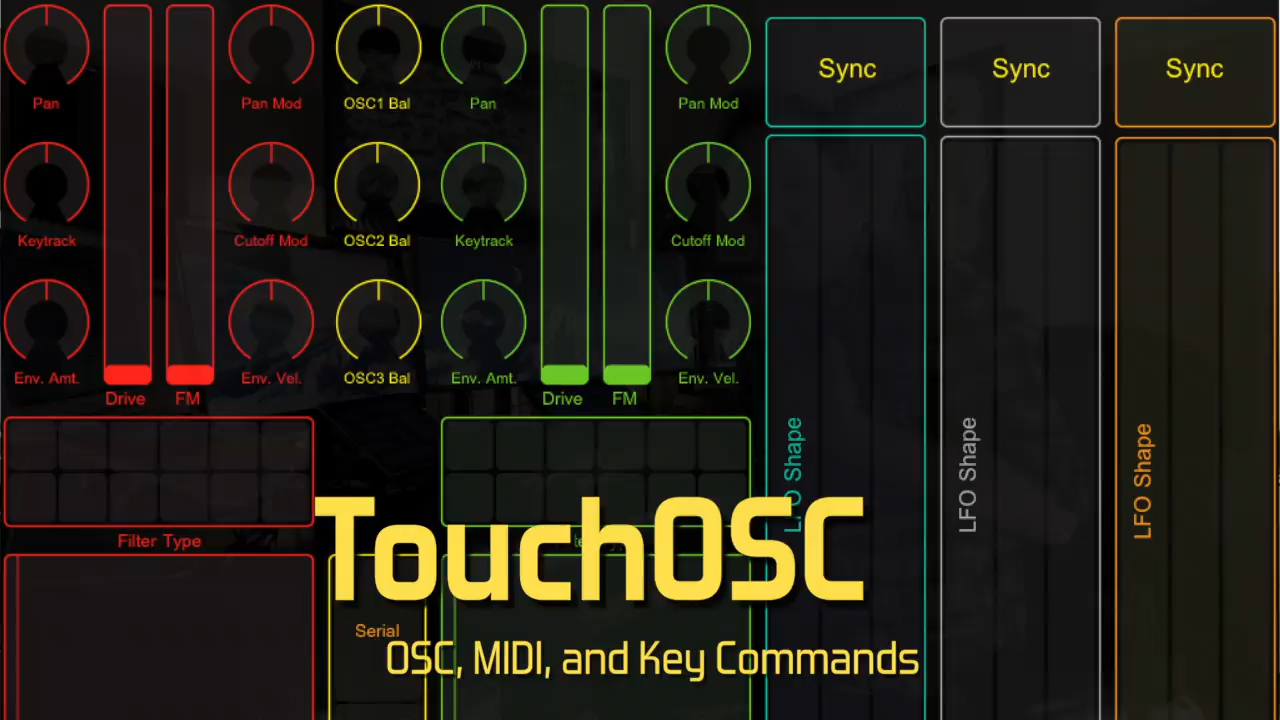 Sync Sync Sync
Pan Pan Mod OSC1 Bal Pan Pan Mod
Keytrack Cutoff Mod OSC2 Bal Keytrack Cutoff Mod
Env. Amt. Env. Vel. OSC3 Bal Env. Amt. Env. Vel.
Drive FM Drive FM
LFO Shape LFO Shape LFO Shape
Filter Type
TouchOSC
Serial
OSC, MIDI, and Key Commands